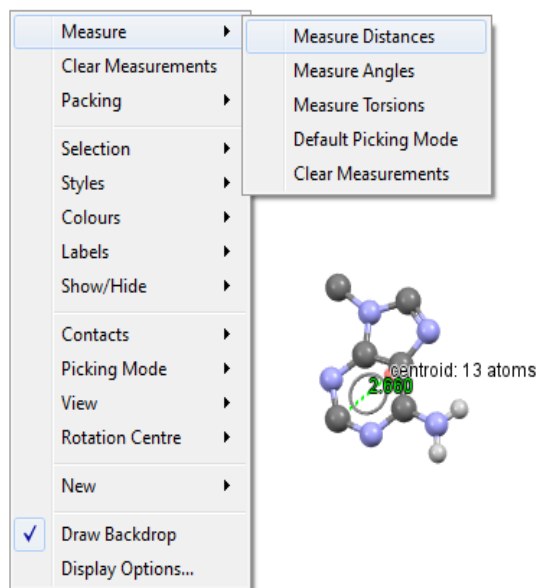 Measure
Clear Measurements
Packing
Selection
Styles
Colours
Labels
Show/Hide
Contacts
Picking Mode
View
Rotation Centre
New
Draw Backdrop
Display Options...
Measure Distances
Measure Angles
Measure Torsions
Default Picking Mode
Clear Measurements
centroid: 13 atoms
2.660